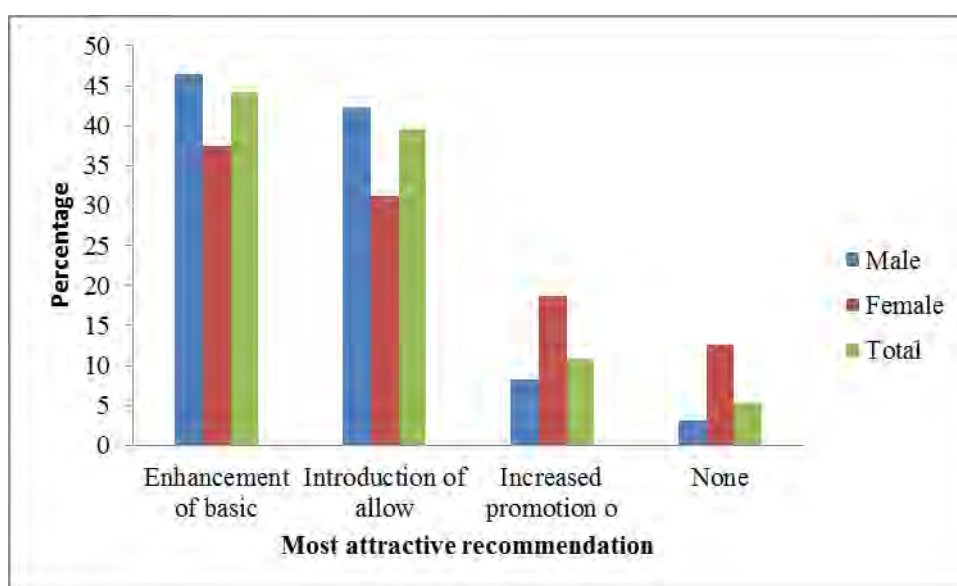 50
45
40
35
30
25
20
15
10
5
0
Percentage
Enhancement of basic
Introduction of allow
Increased promotion o
None
Most attractive recommendation
Male
Female
Total